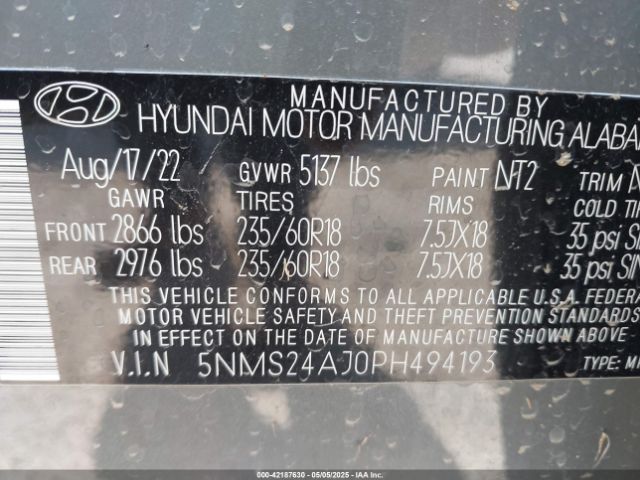 MANUFACTURED BY
HYUNDAI MOTOR MANUFACTURING
Aug/17/22 GVWR 5137 lbs PAINT NT2 TRIM
GAWR TIRES RIMS COLD
FRONT 2866 lbs 235/60R18 7.5JX18 35 psi
REAR 2976 lbs 235/60R18 7.5JX18 35 psi
THIS VEHICLE CONFORMS TO ALL APPLICABLE U.S.A.
MOTOR VEHICLE SAFETY AND THEFT PREVENTION STANDARDS
IN EFFECT ON THE DATE OF MANUFACTURE SHOWN ABOVE.
V.I.N 5NMS24AJ0PH494193 TYPE:
000-42187630 - 05/05/2025 - IAA Inc.